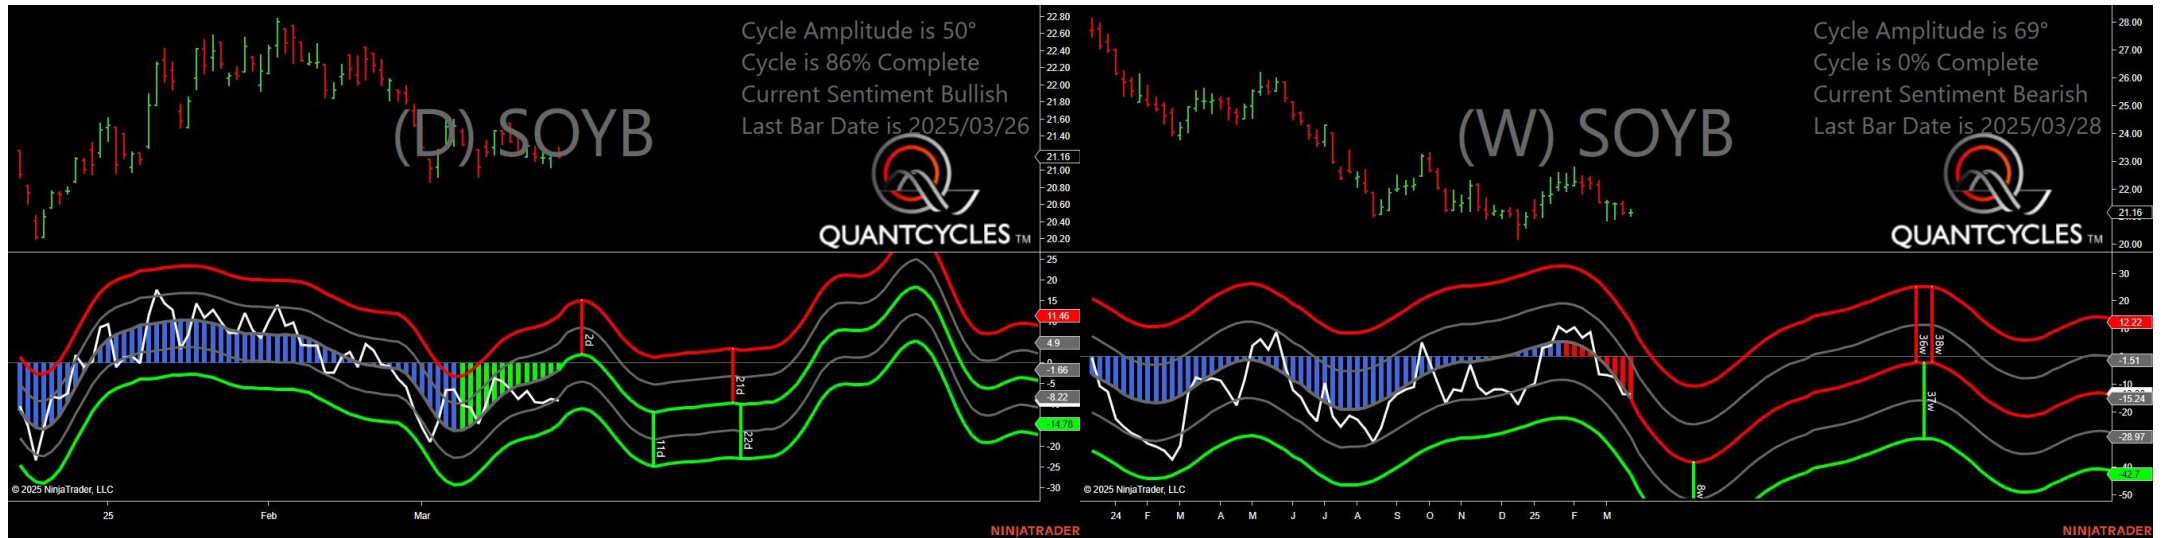 Cycle Amplitude is 50°
Cycle is 86% Complete
Current Sentiment Bullish
Last Bar Date is 2025/03/26
(D) SOYB
QUANTCYCLES TM
22.80
22.60
22.40
22.20
22.00
21.80
21.60
21.40
21.16
21.00
20.80
20.60
20.40
20.20
25
20
15
11.46
4.9
0
-1.66
-5
-8.22
-14.78
-20
-25
-30
2d
11d
21d
22d
© 2025 NinjaTrader, LLC
25 Feb Mar
NINJATRADER
Cycle Amplitude is 69°
Cycle is 0% Complete
Current Sentiment Bearish
Last Bar Date is 2025/03/28
(W) SOYB
QUANTCYCLES TM
28.00
27.00
26.00
25.00
24.00
23.00
22.00
21.16
20.00
30
20
12.22
-1.51
-10
-15.24
-20
-28.97
-42.7
-50
8w
36w
38w
37w
© 2025 NinjaTrader, LLC
24 F M A M J J A S O N D 25 F M
NINJATRADER